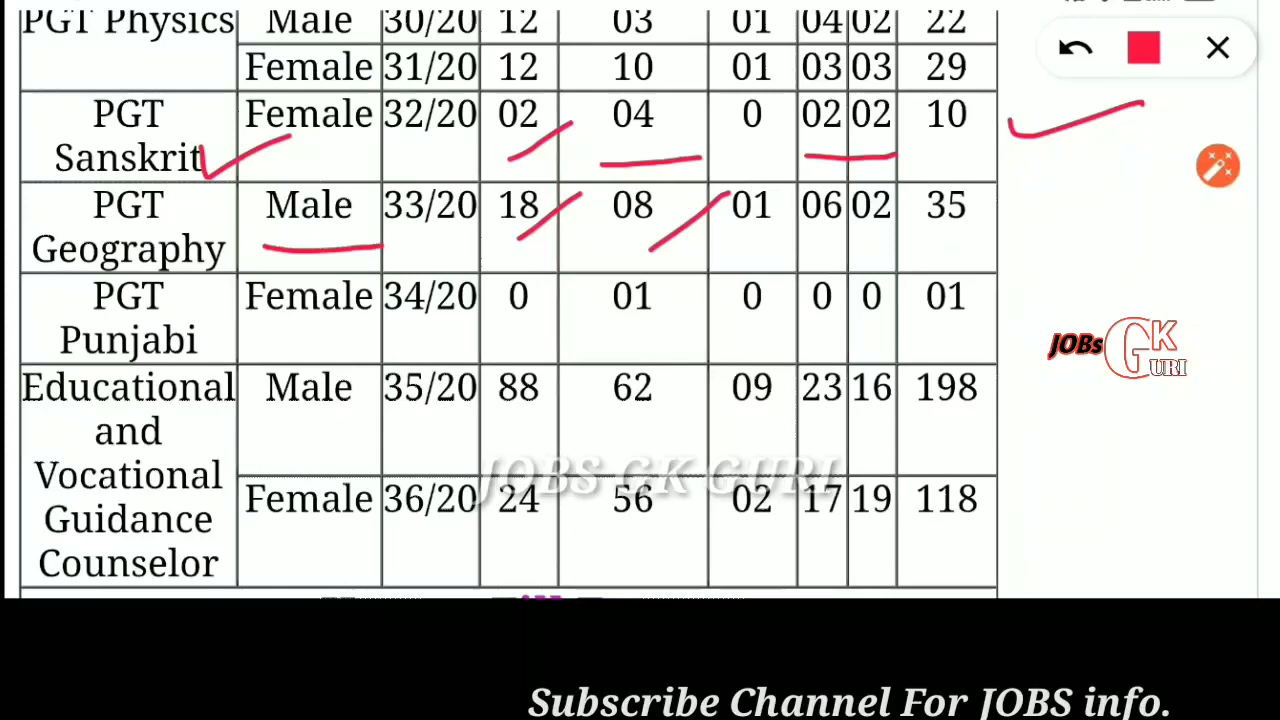 PGT Physics Male 30/20 12 03 01 04 02 22
Female 31/20 12 10 01 03 03 29
PGT Female 32/20 02 04 0 02 02 10
Sanskrit
PGT Male 33/20 18 08 01 06 02 35
Geography
PGT Female 34/20 0 01 0 0 0 01
Punjabi
JOBs GK GURI
Educational Male 35/20 88 62 09 23 16 198
and
Vocational
JOBS GK GURI
Guidance Female 36/20 24 56 02 17 19 118
Counselor
Subscribe Channel For JOBS info.